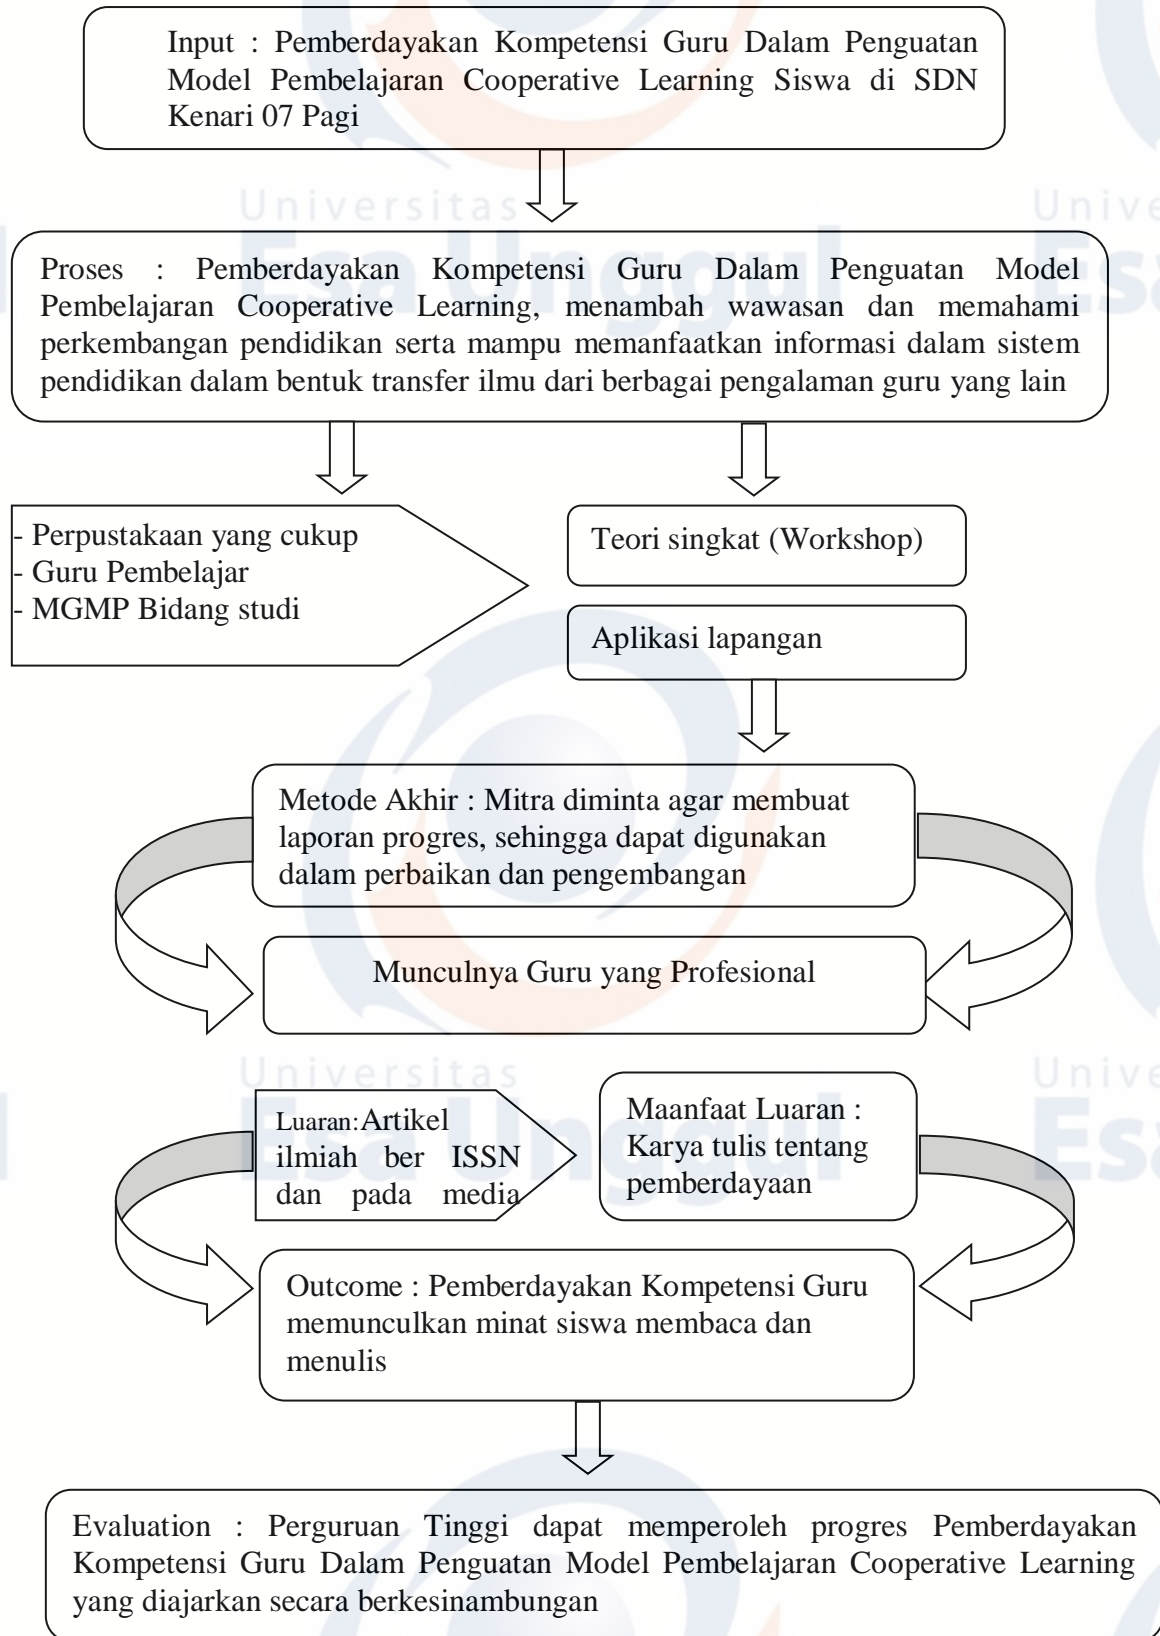 Input : Pemberdayakan Kompetensi Guru Dalam Penguatan
Model Pembelajaran Cooperative Learning Siswa di SDN
Kenari 07 Pagi
Universitas
Esa Unggul
Proses : Pemberdayakan Kompetensi Guru Dalam Penguatan Model
Pembelajaran Cooperative Learning, menambah wawasan dan memahami
perkembangan pendidikan serta mampu memanfaatkan informasi dalam sistem
pendidikan dalam bentuk transfer ilmu dari berbagai pengalaman guru yang lain
- Perpustakaan yang cukup
- Guru Pembelajar
- MGMP Bidang studi
Teori singkat (Workshop)
Aplikasi lapangan
Metode Akhir : Mitra diminta agar membuat
laporan progres, sehingga dapat digunakan
dalam perbaikan dan pengembangan
Munculnya Guru yang Profesional
Universitas
Esa Unggul
Luaran:Artikel
ilmiah ber ISSN
dan pada media
Maanfaat Luaran :
Karya tulis tentang
pemberdayaan
Outcome : Pemberdayakan Kompetensi Guru
memunculkan minat siswa membaca dan
menulis
Evaluation : Perguruan Tinggi dapat memperoleh progres Pemberdayakan
Kompetensi Guru Dalam Penguatan Model Pembelajaran Cooperative Learning
yang diajarkan secara berkesinambungan